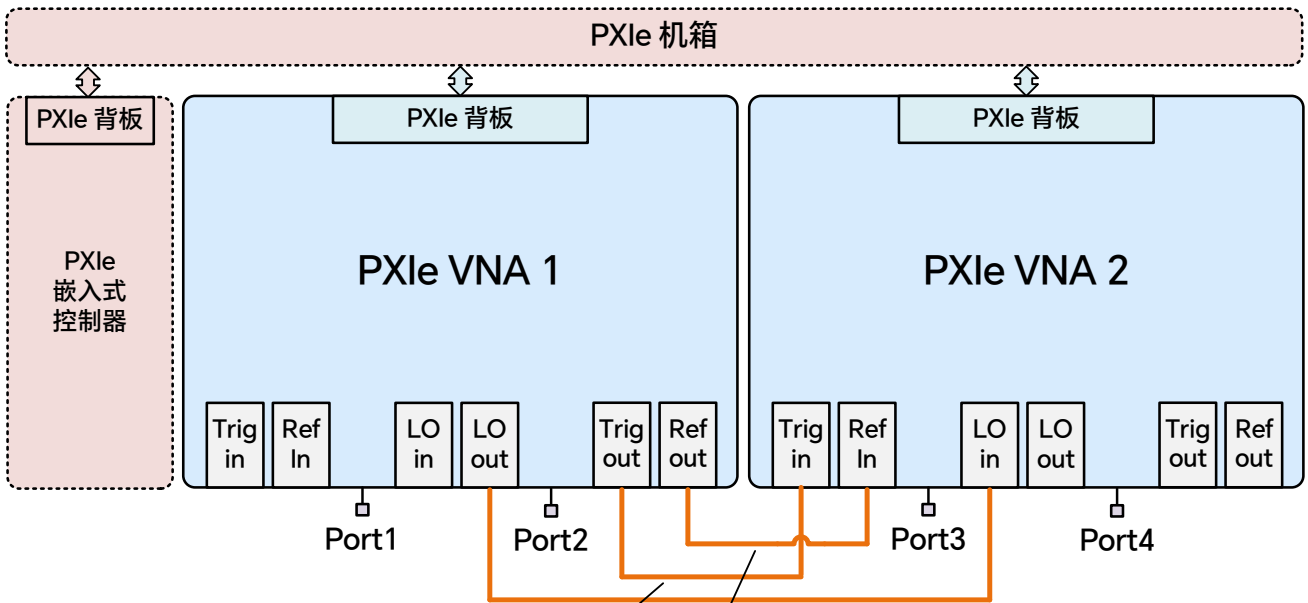 PXIe 机箱
PXIe 背板
PXIe 背板
PXIe 背板
PXIe
嵌入式
控制器
PXIe VNA 1
PXIe VNA 2
Trig
in
Ref
In
LO
in
LO
out
Trig
out
Ref
out
Trig
in
Ref
In
LO
in
LO
out
Trig
out
Ref
out
Port1
Port2
Port3
Port4